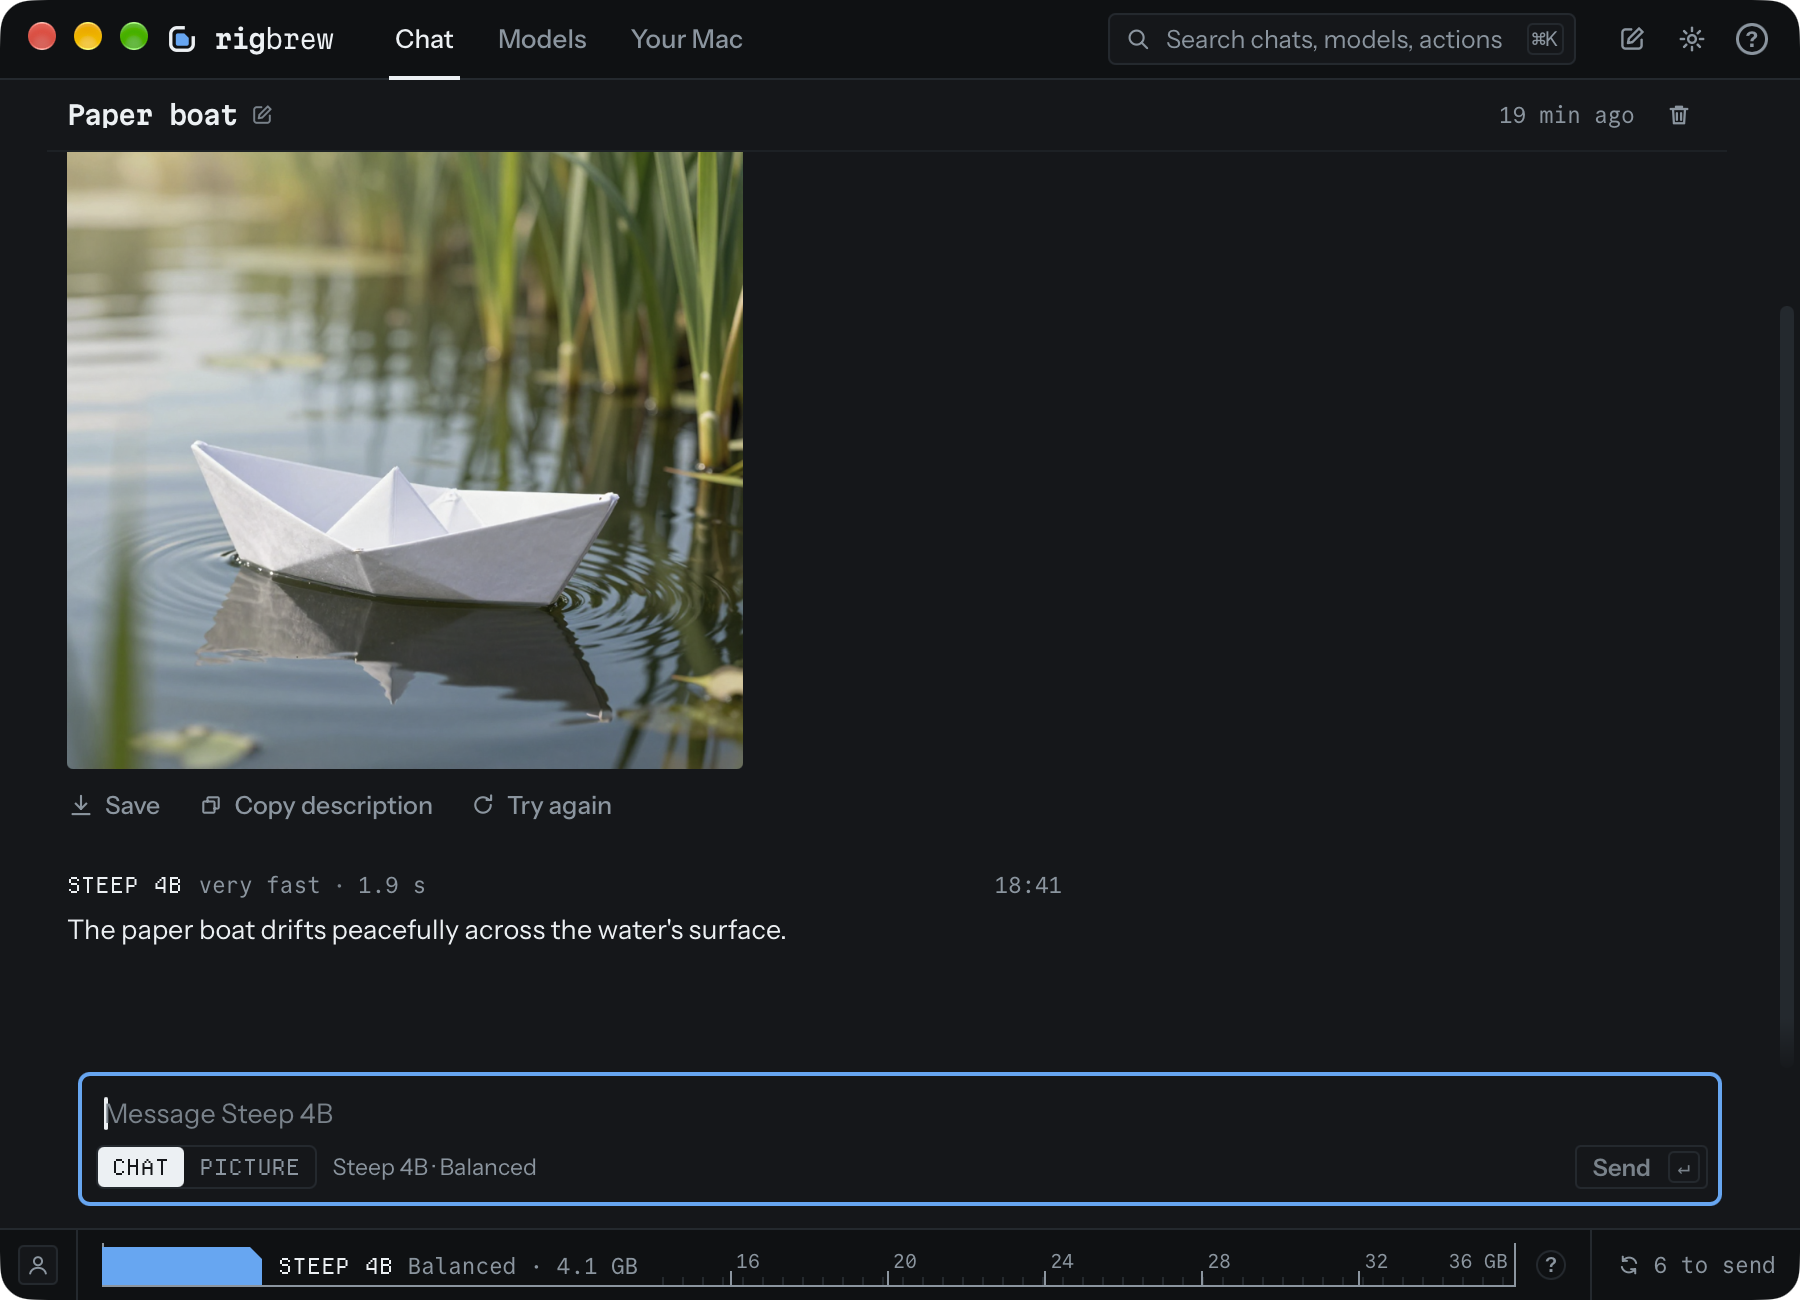 rigbrew Chat Models Your Mac Search chats, models, actions ⌘K ?
Paper boat 19 min ago
Save Copy description Try again
STEEP 4B very fast · 1.9 s 18:41
The paper boat drifts peacefully across the water's surface.
Message Steep 4B
CHAT PICTURE Steep 4B · Balanced Send ↵
STEEP 4B Balanced · 4.1 GB 16 20 24 28 32 36 GB ? 6 to send